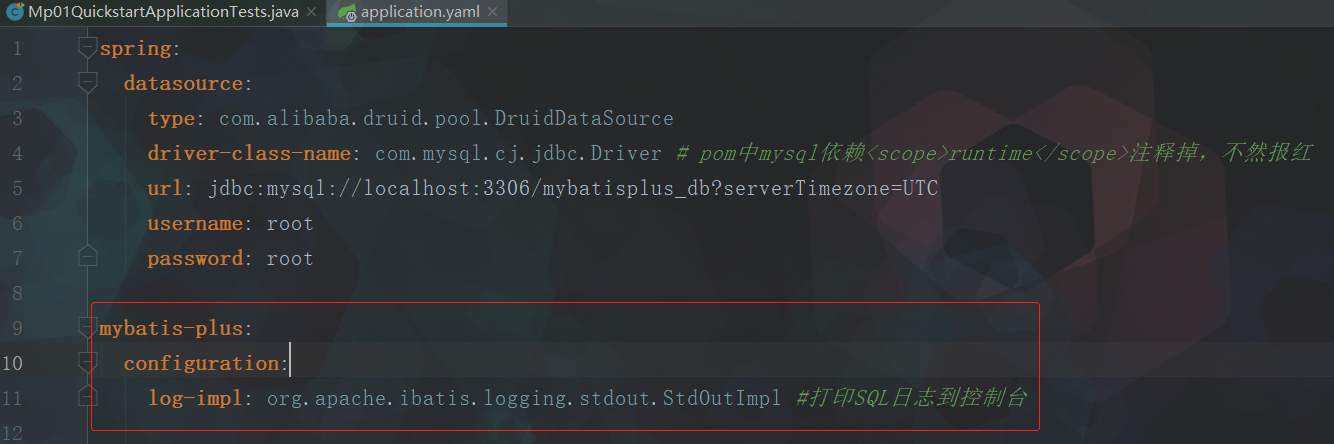 Mp01QuickstartApplicationTests.java × application.yaml ×
1 spring:
2 datasource:
3 type: com.alibaba.druid.pool.DruidDataSource
4 driver-class-name: com.mysql.cj.jdbc.Driver # pom中mysql依赖<scope>runtime</scope>注释掉，不然报红
5 url: jdbc:mysql://localhost:3306/mybatisplus_db?serverTimezone=UTC
6 username: root
7 password: root
8
9 mybatis-plus:
10 configuration:
11 log-impl: org.apache.ibatis.logging.stdout.StdOutImpl #打印SQL日志到控制台
12